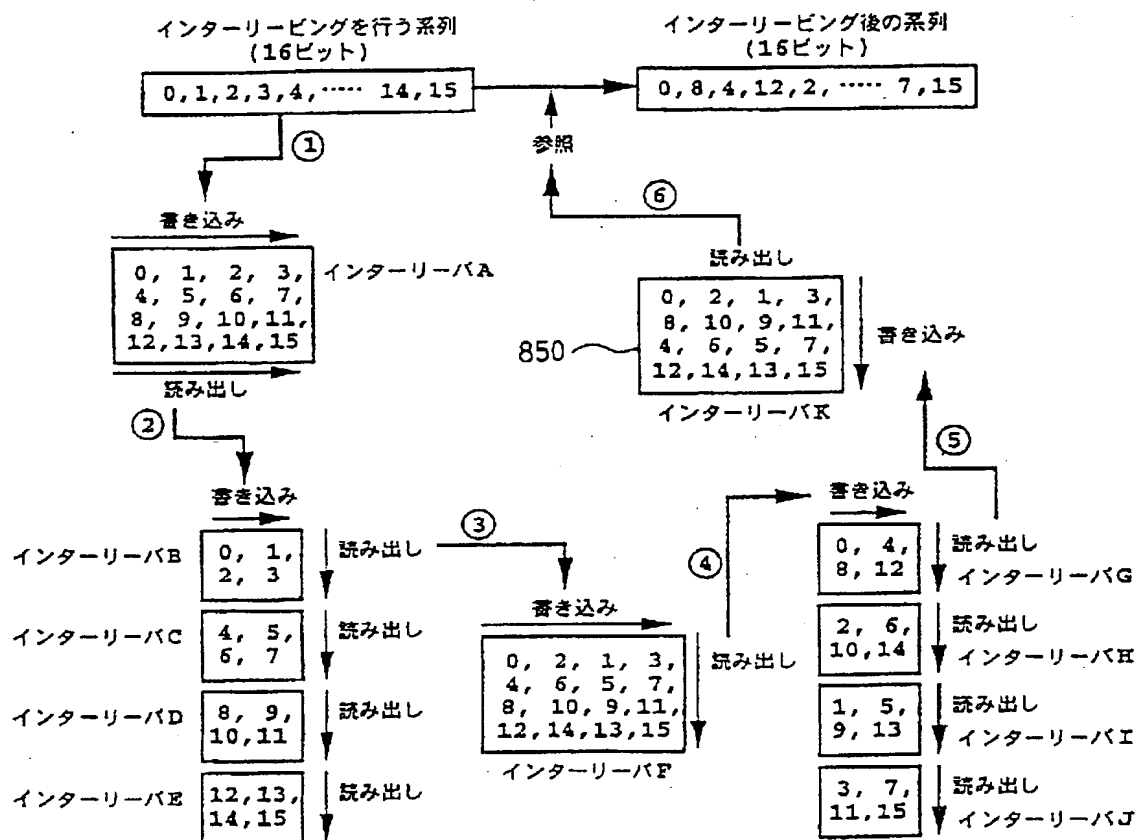 インターリービングを行う系列
(16ビット)
0,1,2,3,4,····· 14,15
インターリービング後の系列
(16ビット)
0,8,4,12,2,····· 7,15
①
参照
⑥
書き込み
0, 1, 2, 3,
4, 5, 6, 7,
8, 9, 10,11,
12,13,14,15
インターリーバA
読み出し
②
読み出し
0, 2, 1, 3,
8, 10, 9,11,
4, 6, 5, 7,
12,14,13,15
書き込み
850
インターリーバK
⑤
書き込み
インターリーバB
0, 1,
2, 3
読み出し
インターリーバC
4, 5,
6, 7
読み出し
インターリーバD
8, 9,
10,11
読み出し
インターリーバE
12,13,
14,15
読み出し
③
書き込み
0, 2, 1, 3,
4, 6, 5, 7,
8, 10, 9,11,
12,14,13,15
読み出し
インターリーバF
④
書き込み
0, 4,
8, 12
読み出し
インターリーバG
2, 6,
10,14
読み出し
インターリーバH
1, 5,
9, 13
読み出し
インターリーバI
3, 7,
11,15
読み出し
インターリーバJ